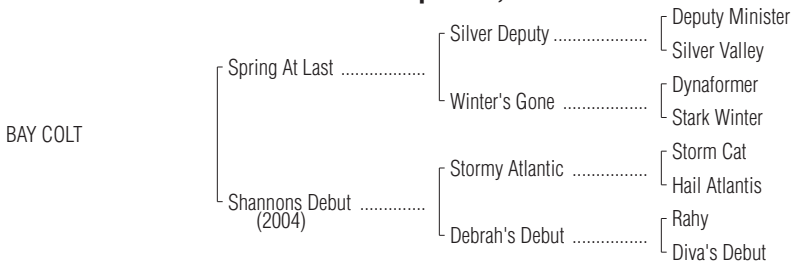 Deputy Minister
Silver Deputy ....................
Silver Valley
Spring At Last ..................
Dynaformer
Winter's Gone ..................
Stark Winter
BAY COLT
Storm Cat
Stormy Atlantic ................
Hail Atlantis
Shannons Debut ..............
(2004)
Rahy
Debrah's Debut ................
Diva's Debut